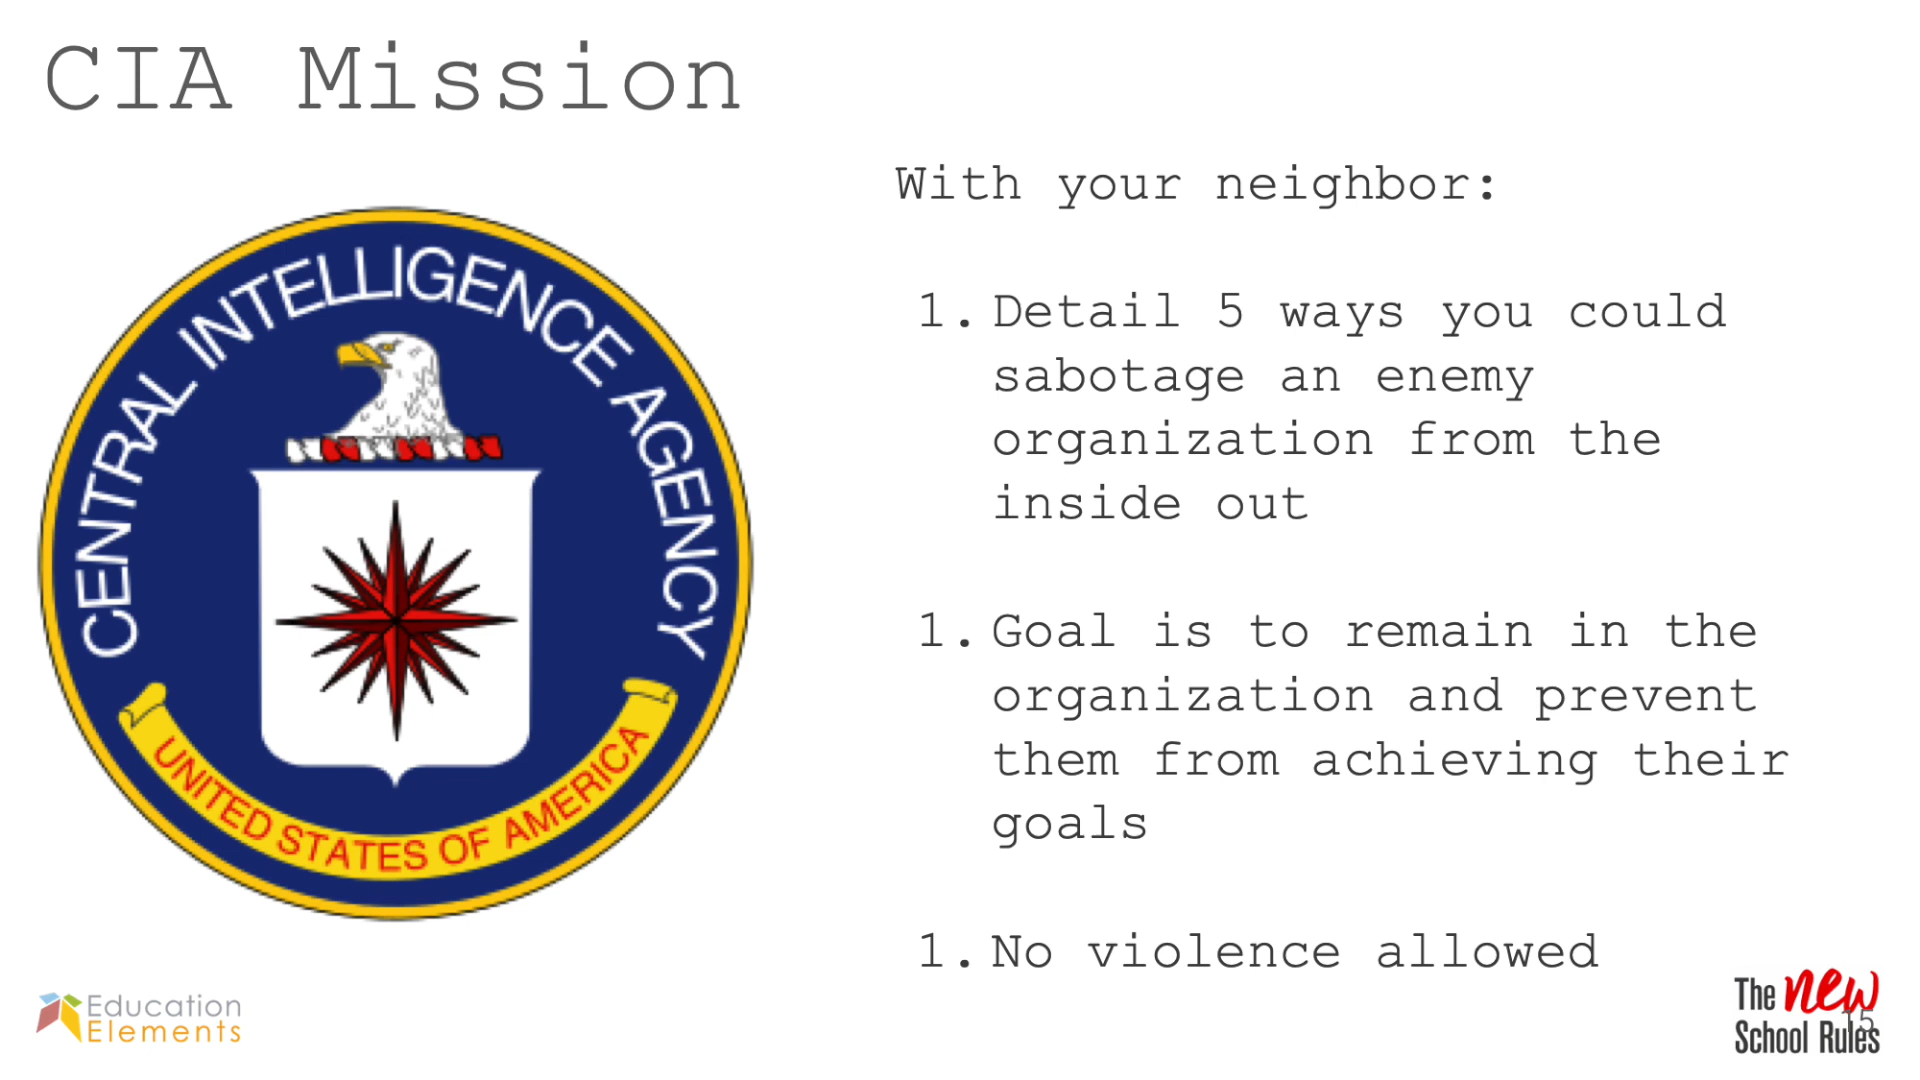 CIA Mission
With your neighbor:
1. Detail 5 ways you could
sabotage an enemy
organization from the
inside out
1. Goal is to remain in the
organization and prevent
them from achieving their
goals
1. No violence allowed
CENTRAL INTELLIGENCE AGENCY
UNITED STATES OF AMERICA
Education
Elements
The new
School Rules
15